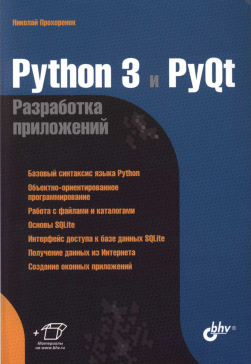 Николай Прохоренок
Python 3 и PyQt
Разработка
приложений
Базовый синтаксис языка Python
Объектно-ориентированное
программирование
Работа с файлами и каталогами
Основы SQLite
Интерфейс доступа к базе данных SQLite
Получение данных из Интернета
Создание оконных приложений
+
Материалы
на www.bhv.ru
bhv®